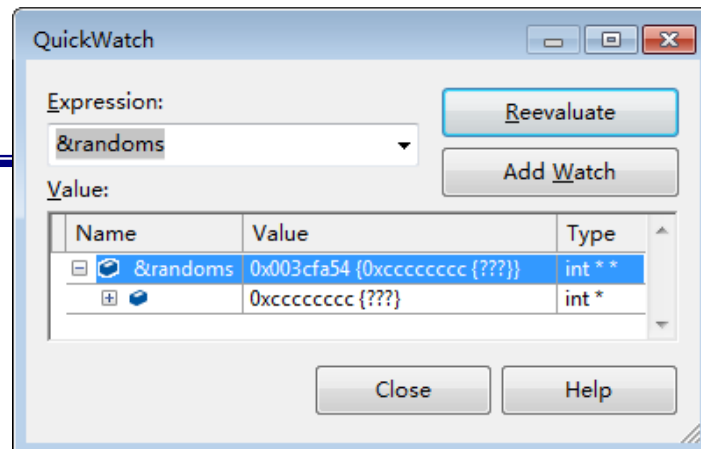 QuickWatch
Expression:
Reevaluate
&randoms
Add Watch
Value:
Name Value Type
&randoms 0x003cfa54 {0xcccccccc {???}} int * *
0xcccccccc {???} int *
Close Help